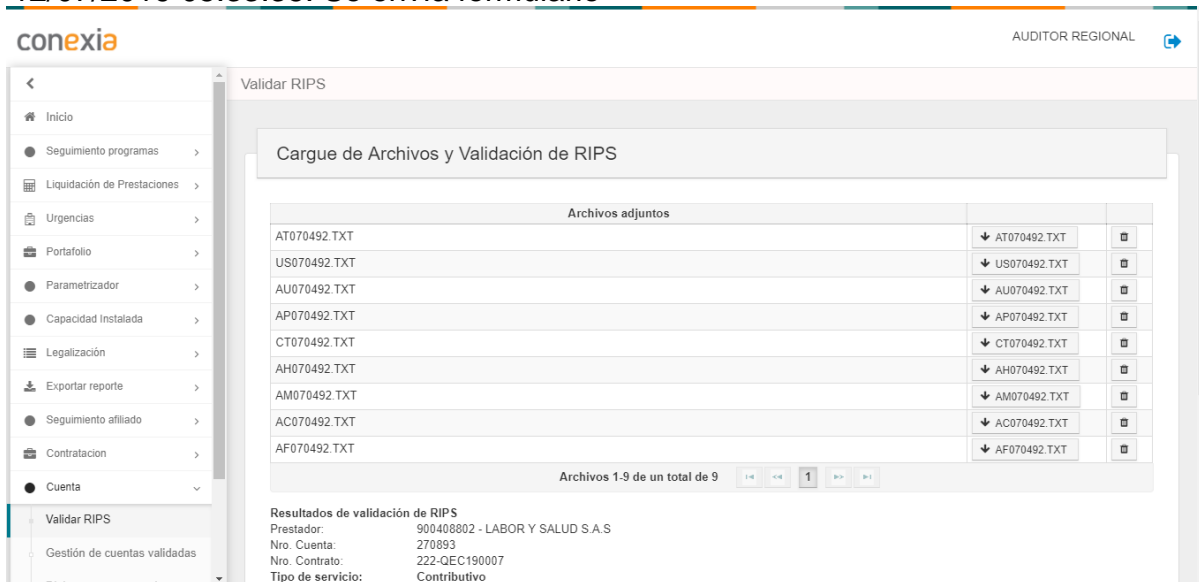 conexia
AUDITOR REGIONAL
Validar RIPS
Inicio
Seguimiento programas
Liquidación de Prestaciones
Urgencias
Portafolio
Parametrizador
Capacidad Instalada
Legalización
Exportar reporte
Seguimiento afiliado
Contratacion
Cuenta
Validar RIPS
Gestión de cuentas validadas
Cargue de Archivos y Validación de RIPS
Archivos adjuntos
AT070492.TXT AT070492.TXT
US070492.TXT US070492.TXT
AU070492.TXT AU070492.TXT
AP070492.TXT AP070492.TXT
CT070492.TXT CT070492.TXT
AH070492.TXT AH070492.TXT
AM070492.TXT AM070492.TXT
AC070492.TXT AC070492.TXT
AF070492.TXT AF070492.TXT
Archivos 1-9 de un total de 9 1
Resultados de validación de RIPS
Prestador: 900408802 - LABOR Y SALUD S.A.S
Nro. Cuenta: 270893
Nro. Contrato: 222-QEC190007
Tipo de servicio: Contributivo